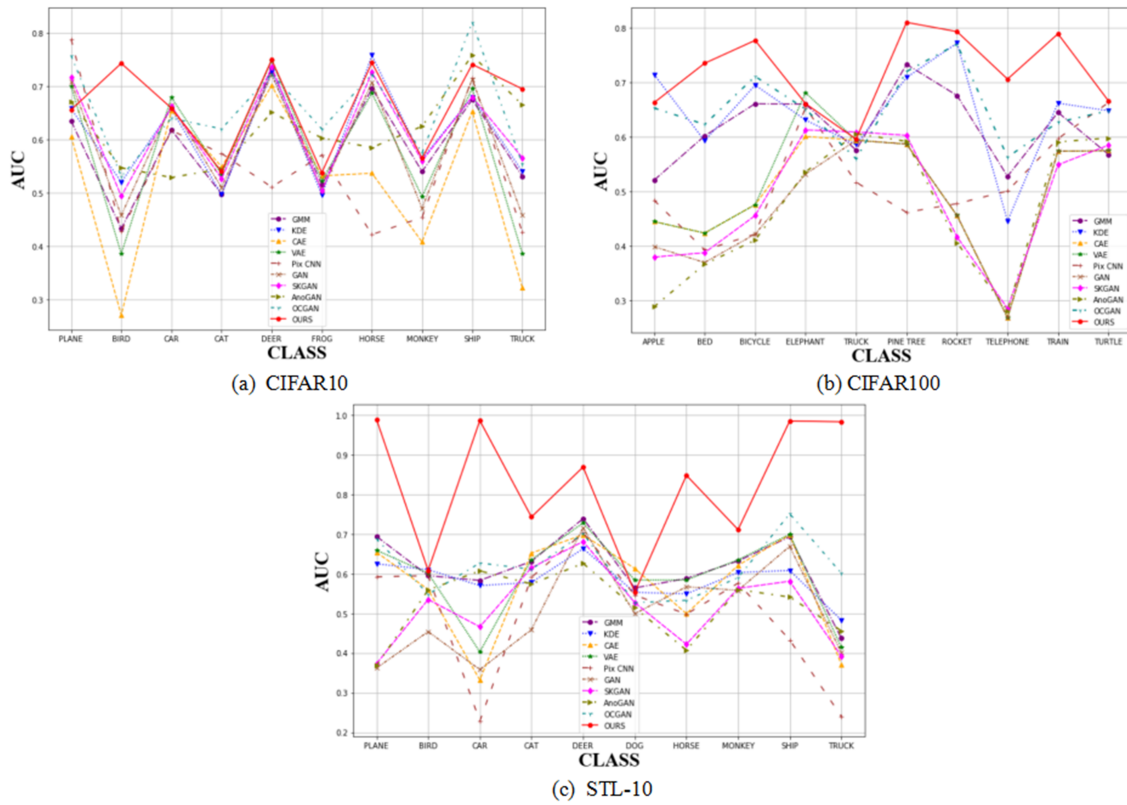 0.8
0.7
0.6
0.5
0.4
0.3
AUC
GMM
KDE
CAE
VAE
Pix CNN
GAN
SKGAN
AnoGAN
OCGAN
OURS
PLANE BIRD CAR CAT DEER FROG HORSE MONKEY SHIP TRUCK
CLASS
(a) CIFAR10
0.8
0.7
0.6
0.5
0.4
0.3
AUC
GMM
KDE
CAE
VAE
Pix CNN
GAN
SKGAN
AnoGAN
OCGAN
OURS
APPLE BED BICYCLE ELEPHANT TRUCK PINE TREE ROCKET TELEPHONE TRAIN TURTLE
CLASS
(b) CIFAR100
1.0
0.9
0.8
0.7
0.6
0.5
0.4
0.3
0.2
AUC
GMM
KDE
CAE
VAE
Pix CNN
GAN
SKGAN
AnoGAN
OCGAN
OURS
PLANE BIRD CAR CAT DEER DOG HORSE MONKEY SHIP TRUCK
CLASS
(c) STL-10